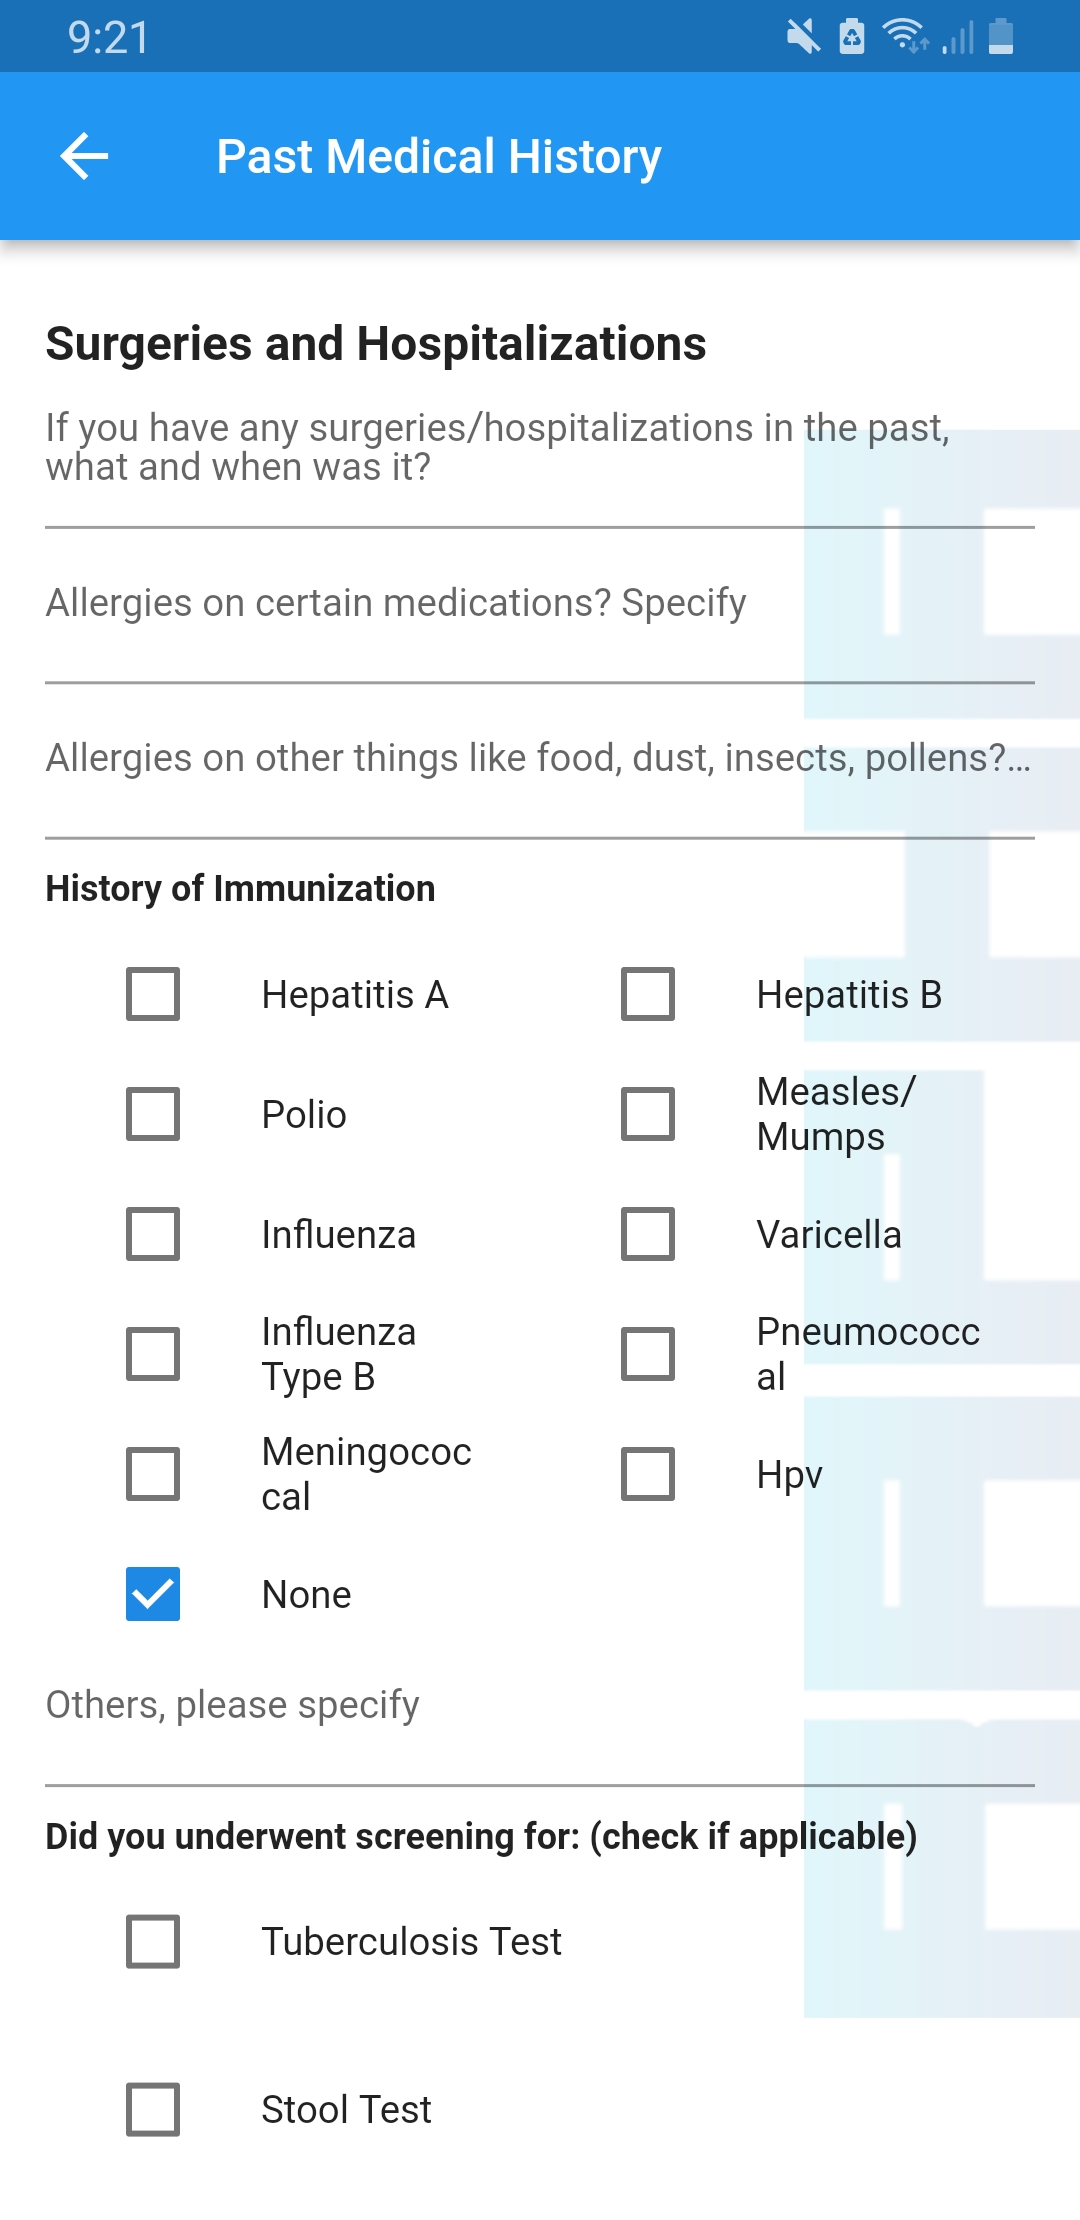 9:21
Past Medical History
Surgeries and Hospitalizations
If you have any surgeries/hospitalizations in the past,
what and when was it?
Allergies on certain medications? Specify
Allergies on other things like food, dust, insects, pollens?...
History of Immunization
Hepatitis A
Hepatitis B
Polio
Measles/
Mumps
Influenza
Varicella
Influenza
Type B
Pneumococc
al
Meningococ
cal
Hpv
None
Others, please specify
Did you underwent screening for: (check if applicable)
Tuberculosis Test
Stool Test